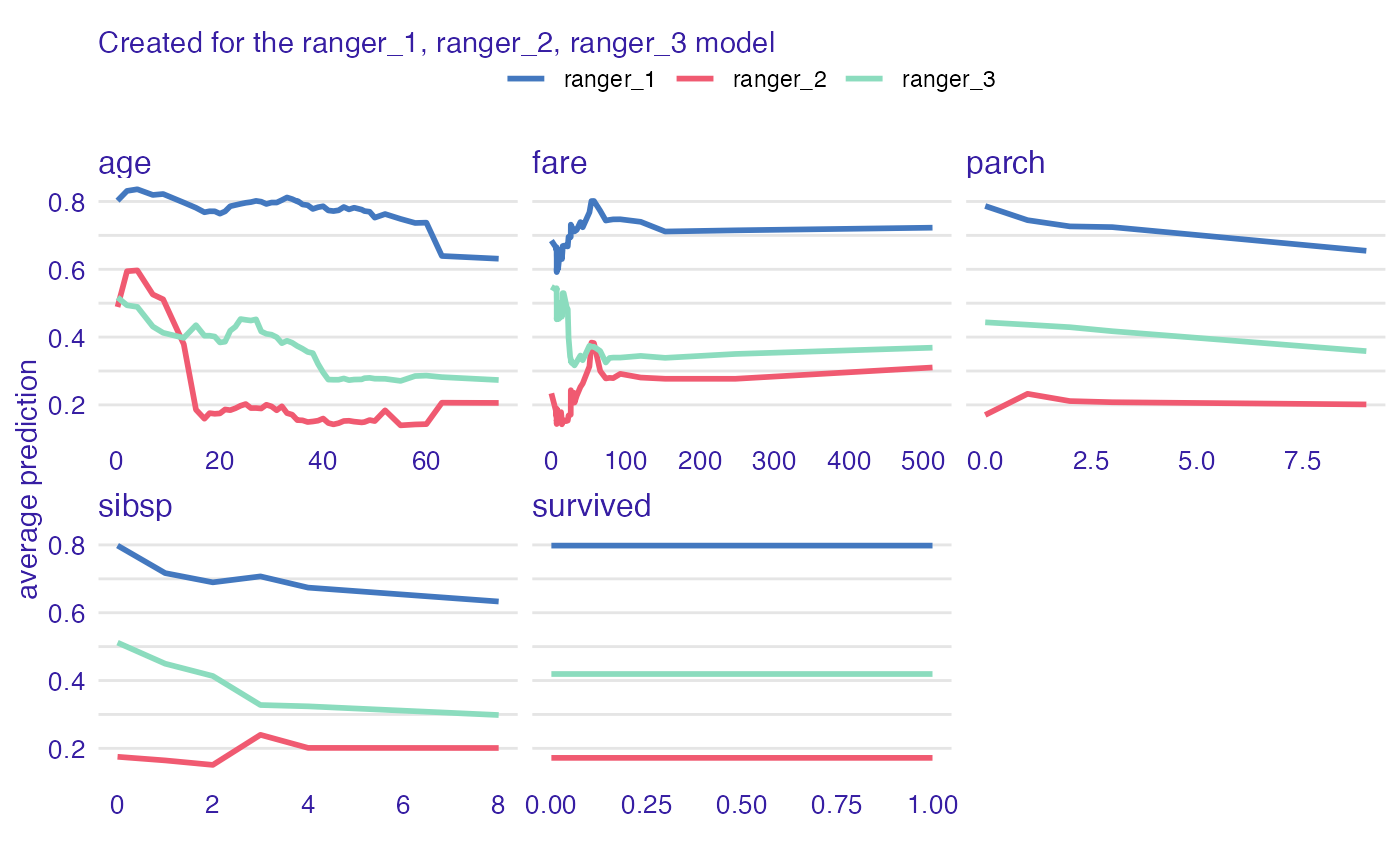 Created for the ranger_1, ranger_2, ranger_3 model
ranger_1 ranger_2 ranger_3
average prediction
age fare parch
0.8
0.6
0.4
0.2
0 20 40 60 0 100 200 300 400 500 0.0 2.5 5.0 7.5
sibsp survived
0.8
0.6
0.4
0.2
0 2 4 6 8 0.00 0.25 0.50 0.75 1.00